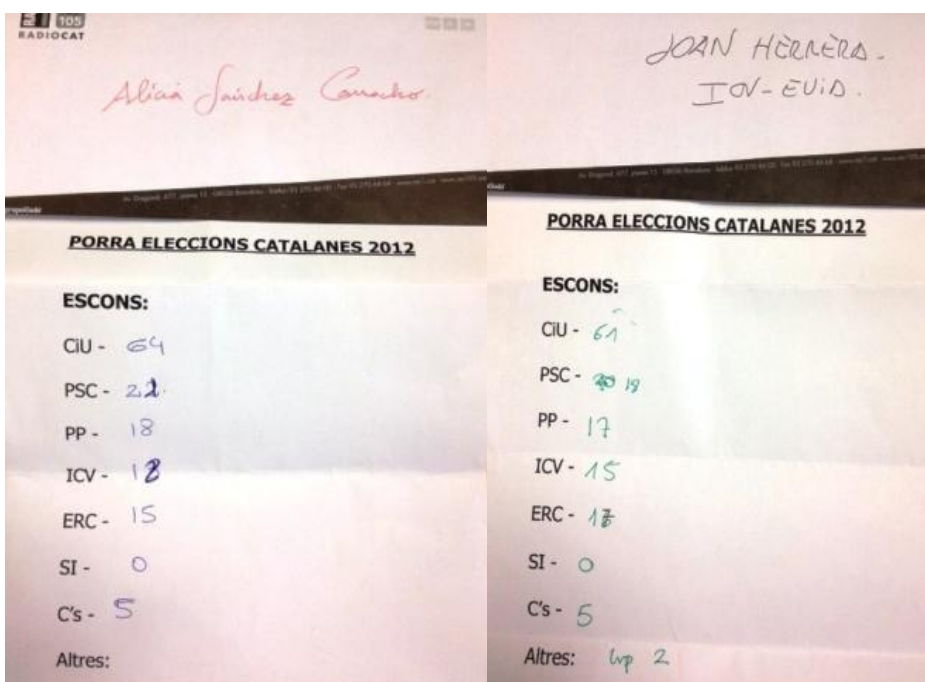 105
RADIOCAT
Alicia Sánchez Camacho.
PORRA ELECCIONS CATALANES 2012
ESCONS:
CiU - 64
PSC - 21
PP - 18
ICV - 12
ERC - 15
SI - 0
C's - 5
Altres:
JOAN HERRERA.
ICV-EUiA.
PORRA ELECCIONS CATALANES 2012
ESCONS:
CiU - 61
PSC - 18
PP - 17
ICV - 15
ERC - 17
SI - 0
C's - 5
Altres: Cup 2